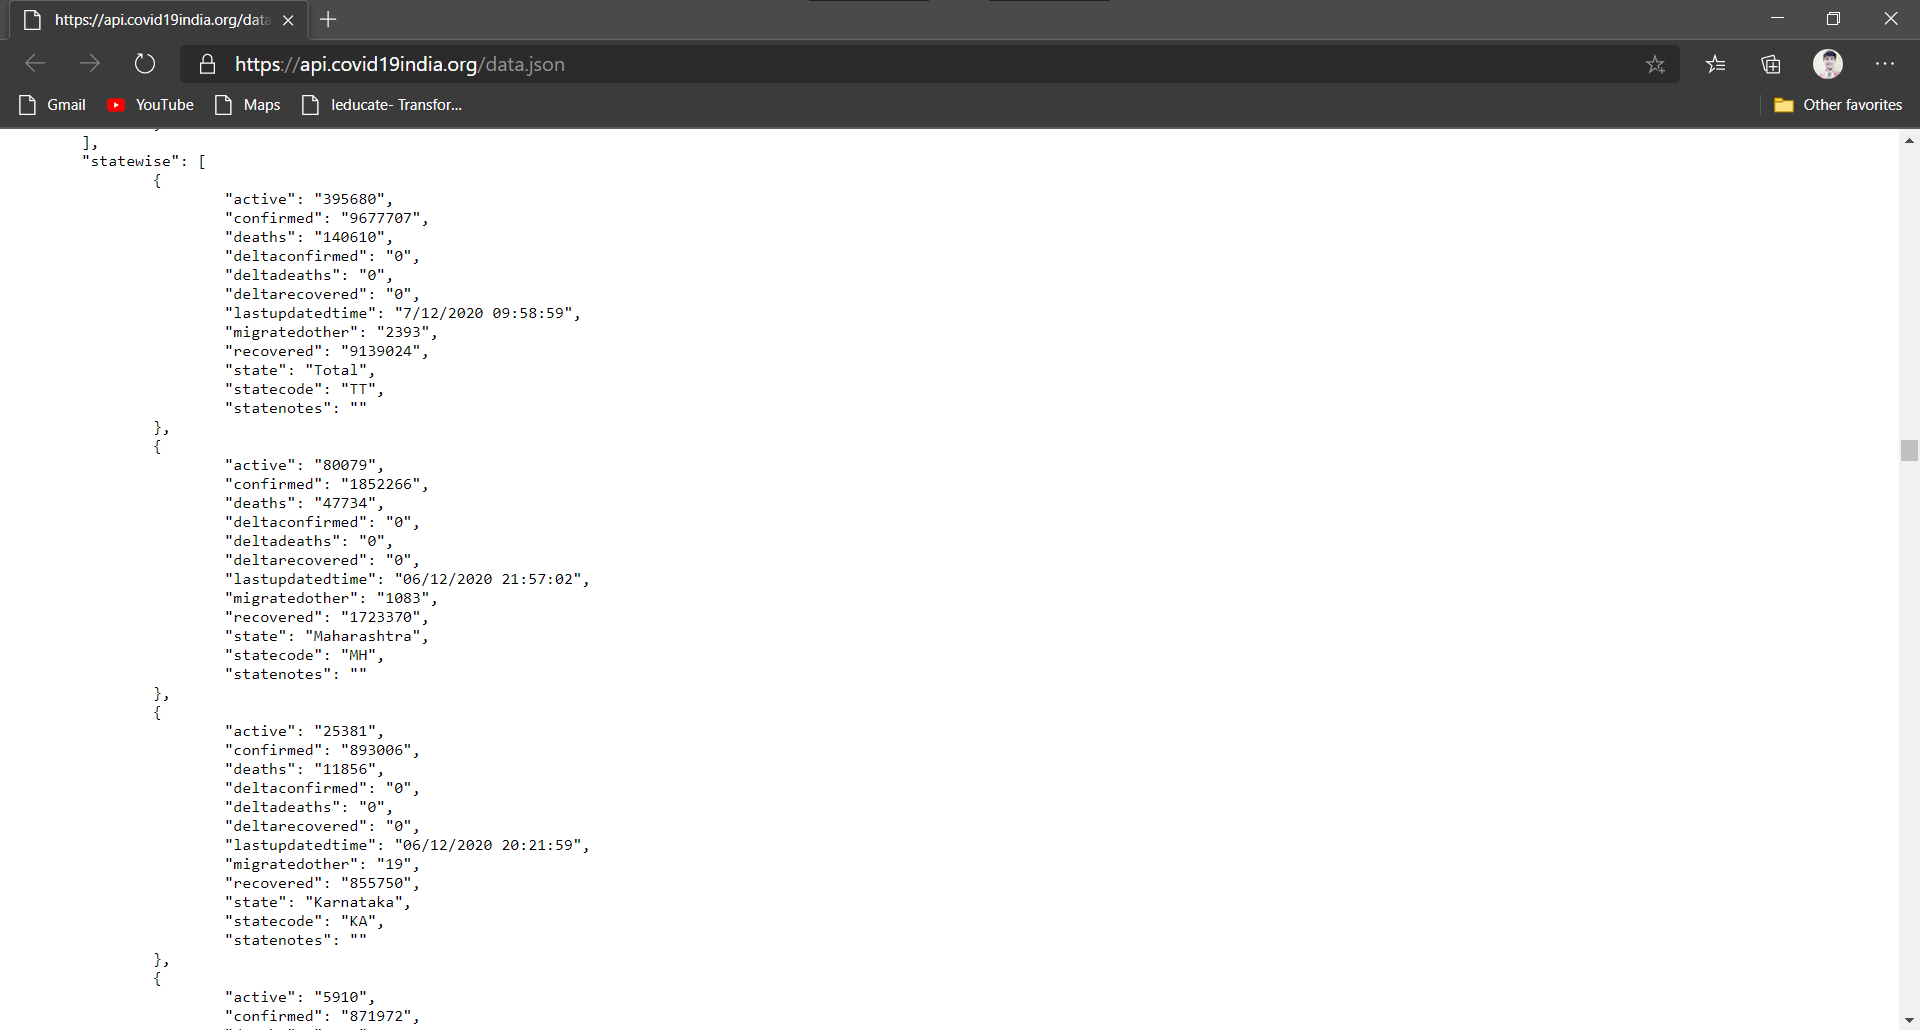 https://api.covid19india.org/data
https://api.covid19india.org/data.json
Gmail YouTube Maps leducate- Transfor... Other favorites
],
"statewise": [
{
"active": "395680",
"confirmed": "9677707",
"deaths": "140610",
"deltaconfirmed": "0",
"deltadeaths": "0",
"deltarecovered": "0",
"lastupdatedtime": "7/12/2020 09:58:59",
"migratedother": "2393",
"recovered": "9139024",
"state": "Total",
"statecode": "TT",
"statenotes": ""
},
{
"active": "80079",
"confirmed": "1852266",
"deaths": "47734",
"deltaconfirmed": "0",
"deltadeaths": "0",
"deltarecovered": "0",
"lastupdatedtime": "06/12/2020 21:57:02",
"migratedother": "1083",
"recovered": "1723370",
"state": "Maharashtra",
"statecode": "MH",
"statenotes": ""
},
{
"active": "25381",
"confirmed": "893006",
"deaths": "11856",
"deltaconfirmed": "0",
"deltadeaths": "0",
"deltarecovered": "0",
"lastupdatedtime": "06/12/2020 20:21:59",
"migratedother": "19",
"recovered": "855750",
"state": "Karnataka",
"statecode": "KA",
"statenotes": ""
},
{
"active": "5910",
"confirmed": "871972",